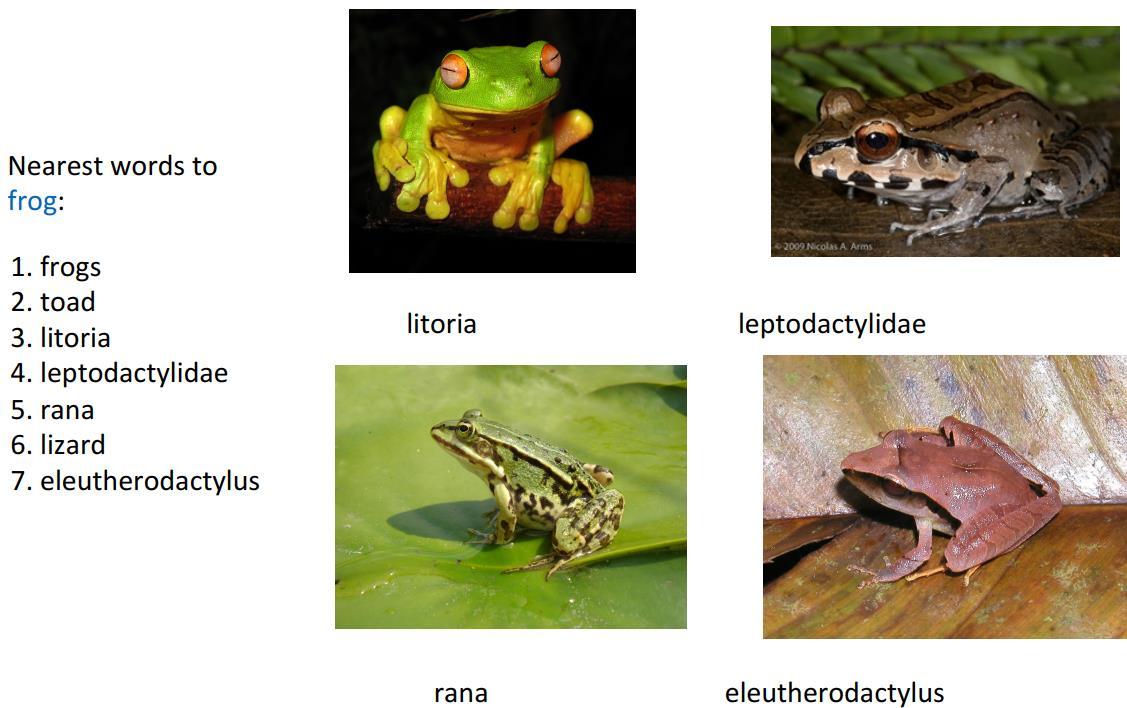 Nearest words to
frog:
1. frogs
2. toad
3. litoria
4. leptodactylidae
5. rana
6. lizard
7. eleutherodactylus
© 2009 Nicolas A. Arms
litoria
leptodactylidae
rana
eleutherodactylus